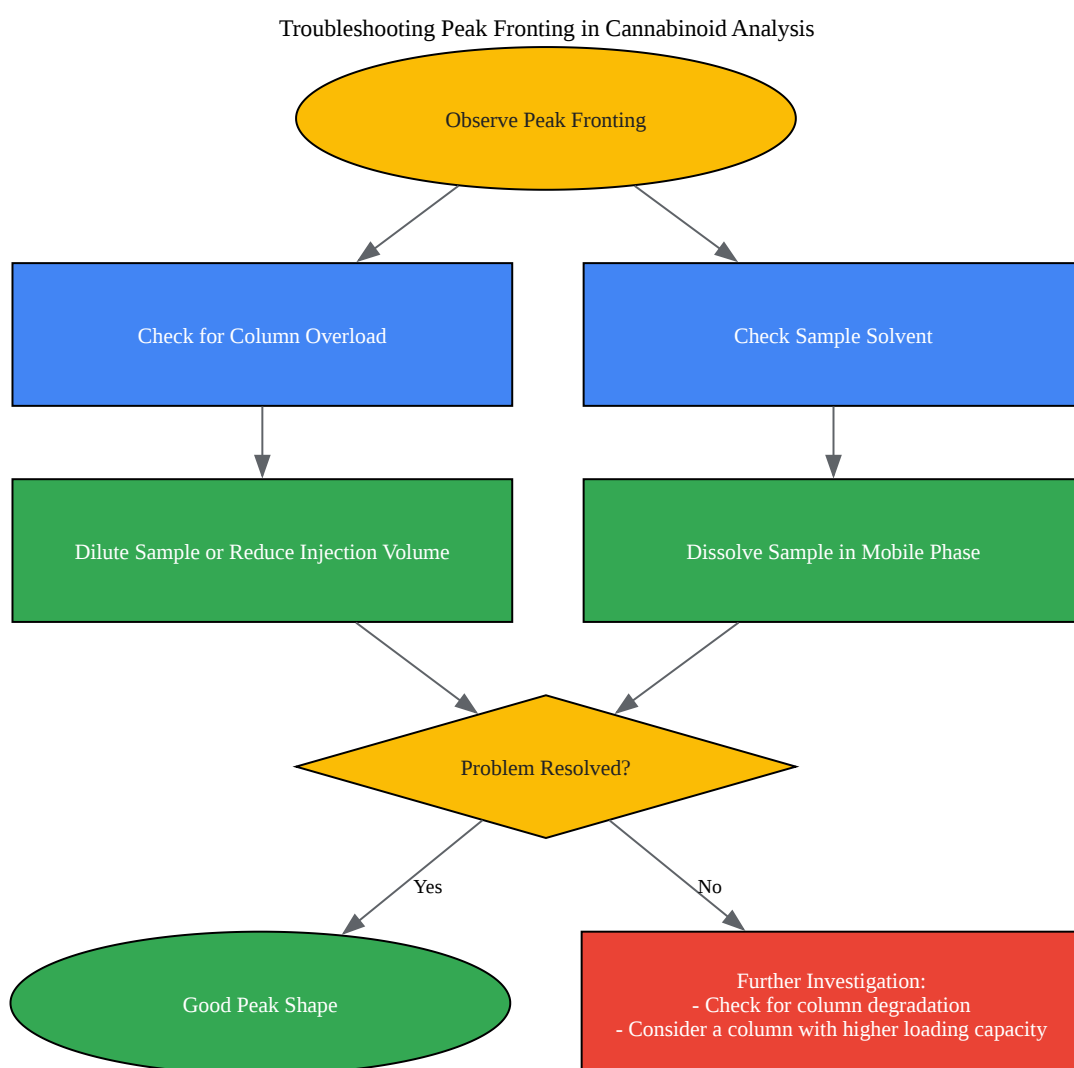 Troubleshooting Peak Fronting in Cannabinoid Analysis
Observe Peak Fronting
Check for Column Overload
Check Sample Solvent
Dilute Sample or Reduce Injection Volume
Dissolve Sample in Mobile Phase
Problem Resolved?
Yes
No
Good Peak Shape
Further Investigation:
- Check for column degradation
- Consider a column with higher loading capacity